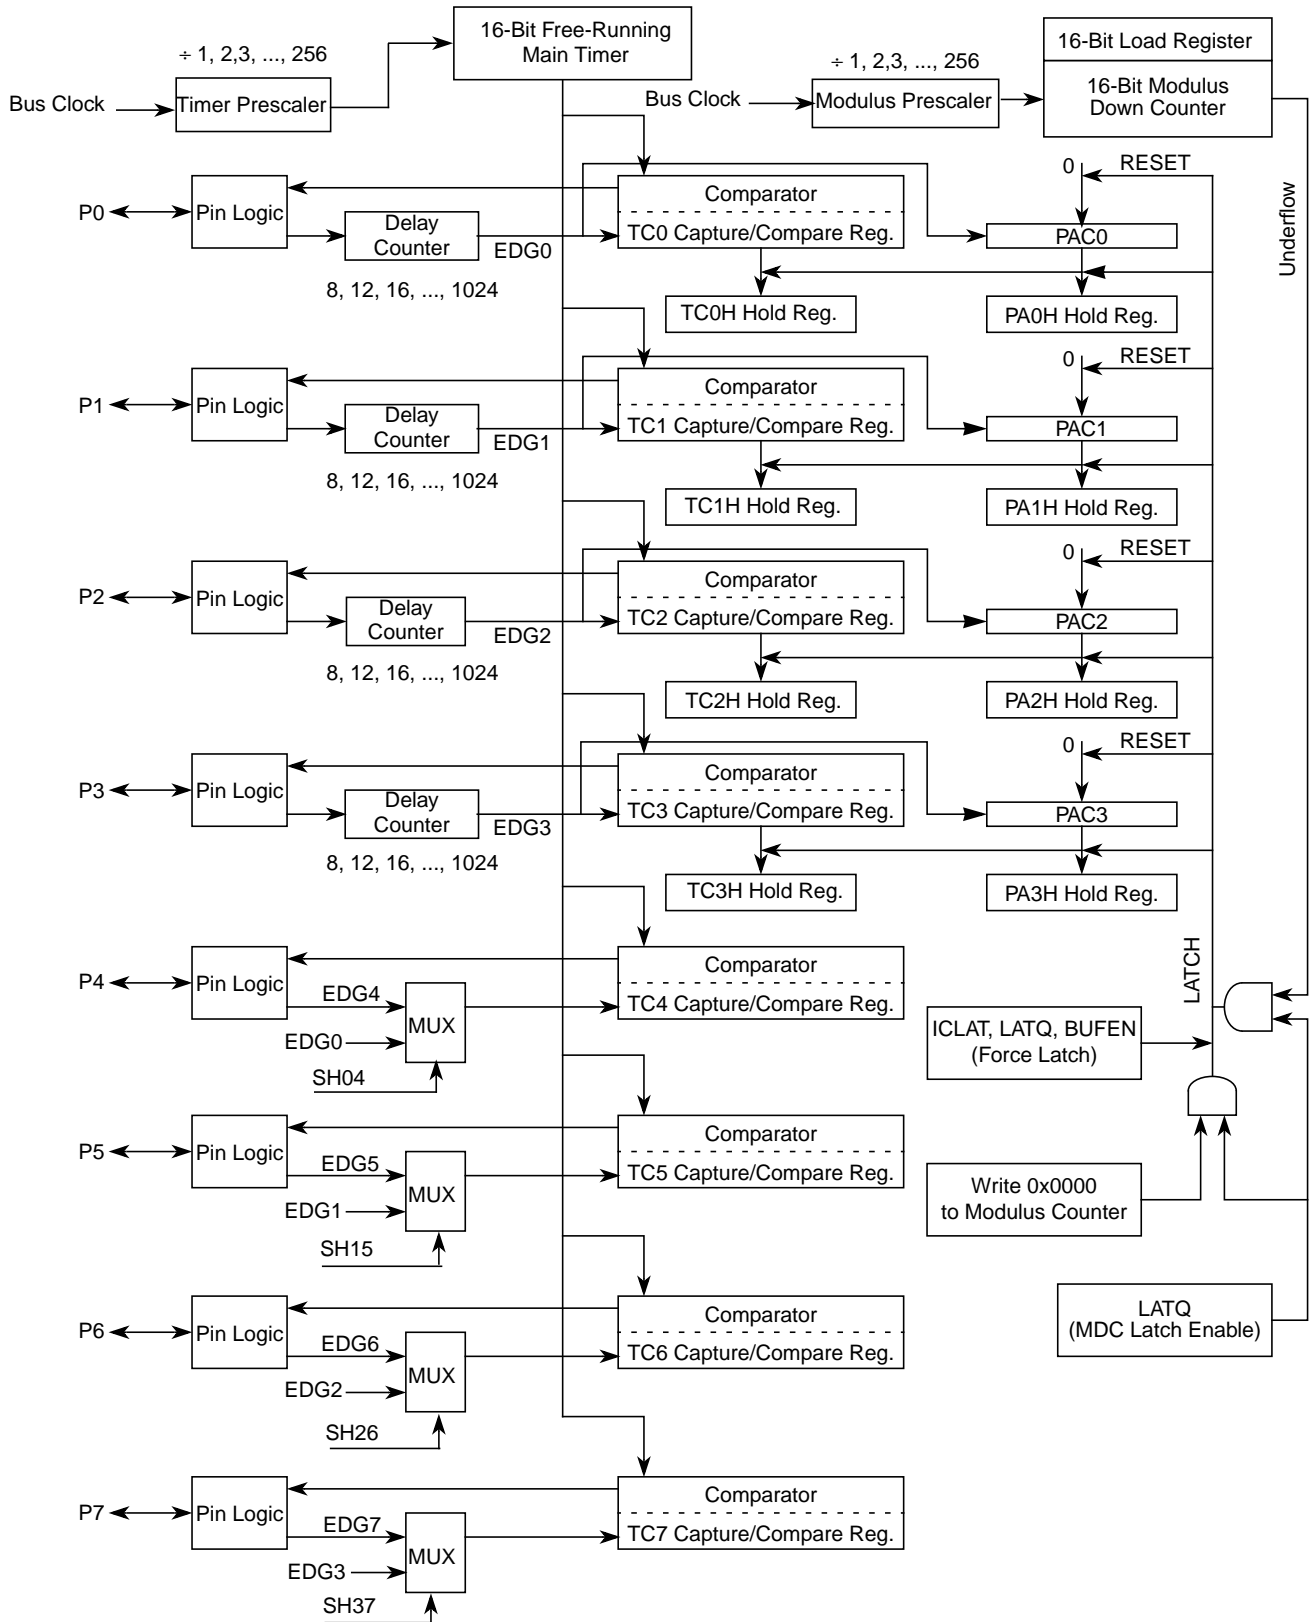 16-Bit Free-Running
Main Timer
16-Bit Load Register
÷ 1, 2,3, ..., 256
÷ 1, 2,3, ..., 256
16-Bit Modulus
Down Counter
Bus Clock
Timer Prescaler
Bus Clock
Modulus Prescaler
Underflow
0
RESET
P0
Pin Logic
Comparator
Delay
Counter
EDG0
TC0 Capture/Compare Reg.
PAC0
8, 12, 16, ..., 1024
TC0H Hold Reg.
PA0H Hold Reg.
0
RESET
P1
Pin Logic
Comparator
Delay
Counter
EDG1
TC1 Capture/Compare Reg.
PAC1
8, 12, 16, ..., 1024
TC1H Hold Reg.
PA1H Hold Reg.
0
RESET
P2
Pin Logic
Comparator
Delay
Counter
EDG2
TC2 Capture/Compare Reg.
PAC2
8, 12, 16, ..., 1024
TC2H Hold Reg.
PA2H Hold Reg.
0
RESET
P3
Pin Logic
Comparator
Delay
Counter
EDG3
TC3 Capture/Compare Reg.
PAC3
8, 12, 16, ..., 1024
TC3H Hold Reg.
PA3H Hold Reg.
LATCH
P4
Pin Logic
Comparator
EDG4
MUX
TC4 Capture/Compare Reg.
EDG0
SH04
ICLAT, LATQ, BUFEN
(Force Latch)
P5
Pin Logic
Comparator
EDG5
MUX
TC5 Capture/Compare Reg.
EDG1
SH15
Write 0x0000
to Modulus Counter
P6
Pin Logic
Comparator
EDG6
MUX
TC6 Capture/Compare Reg.
EDG2
SH26
LATQ
(MDC Latch Enable)
P7
Pin Logic
Comparator
EDG7
MUX
TC7 Capture/Compare Reg.
EDG3
SH37